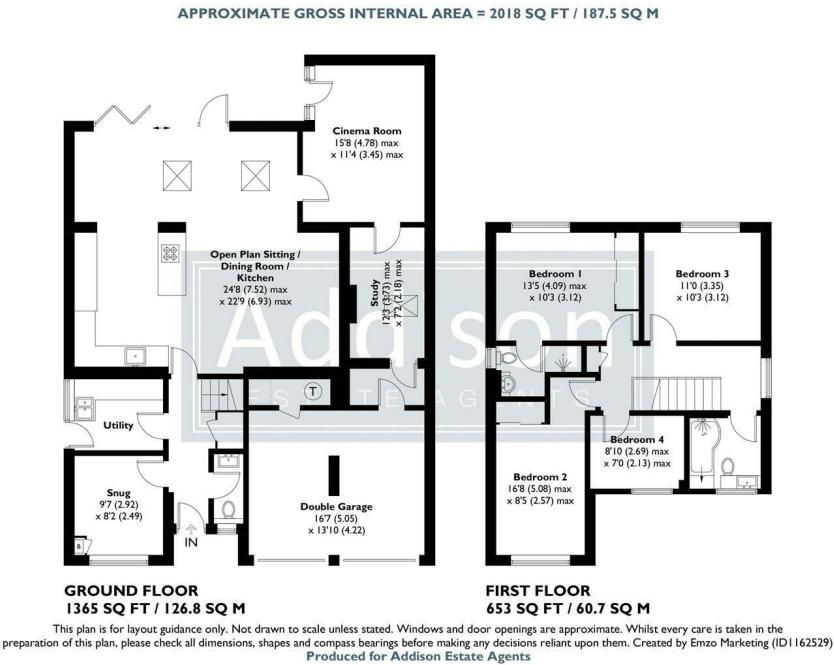 APPROXIMATE GROSS INTERNAL AREA = 2018 SQ FT / 187.5 SQ M
Cinema Room
15'8 (4.78) max
x 11'4 (3.45) max
Open Plan Sitting /
Dining Room /
Kitchen
24'8 (7.52) max
x 22'9 (6.93) max
Study
12'3 (3.73) max
x 7'2 (2.18) max
Bedroom 1
13'5 (4.09) max
x 10'3 (3.12)
Bedroom 3
11'0 (3.35)
x 10'3 (3.12)
Addison
ESTATE AGENTS
T
Utility
Snug
9'7 (2.92)
x 8'2 (2.49)
B
IN
Double Garage
16'7 (5.05)
x 13'10 (4.22)
Bedroom 4
8'10 (2.69) max
x 7'0 (2.13) max
Bedroom 2
16'8 (5.08) max
x 8'5 (2.57) max
GROUND FLOOR
1365 SQ FT / 126.8 SQ M
FIRST FLOOR
653 SQ FT / 60.7 SQ M
This plan is for layout guidance only. Not drawn to scale unless stated. Windows and door openings are approximate. Whilst every care is taken in the
preparation of this plan, please check all dimensions, shapes and compass bearings before making any decisions reliant upon them. Created by Emzo Marketing (ID1162529)
Produced for Addison Estate Agents